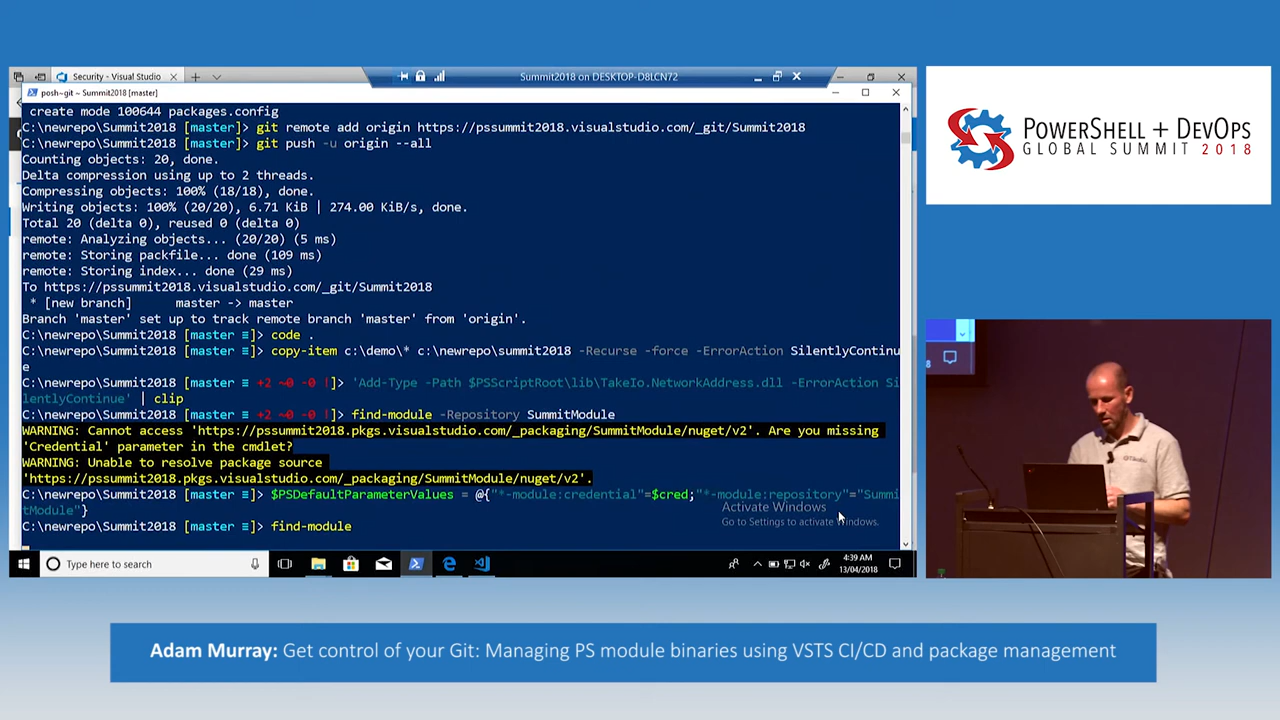 Security - Visual Studio
Summit2018 on DESKTOP-D8LCN72
posh~git ~ Summit2018 [master]
create mode 100644 packages.config
C:\newrepo\Summit2018 [master]> git remote add origin https://pssummit2018.visualstudio.com/_git/Summit2018
C:\newrepo\Summit2018 [master]> git push -u origin --all
Counting objects: 20, done.
Delta compression using up to 2 threads.
Compressing objects: 100% (18/18), done.
Writing objects: 100% (20/20), 6.71 KiB | 274.00 KiB/s, done.
Total 20 (delta 0), reused 0 (delta 0)
remote: Analyzing objects... (20/20) (5 ms)
remote: Storing packfile... done (109 ms)
remote: Storing index... done (29 ms)
To https://pssummit2018.visualstudio.com/_git/Summit2018
* [new branch]      master -> master
Branch 'master' set up to track remote branch 'master' from 'origin'.
C:\newrepo\Summit2018 [master ≡]> code .
C:\newrepo\Summit2018 [master ≡]> copy-item c:\demo\* c:\newrepo\summit2018 -Recurse -force -ErrorAction SilentlyContinu
e
C:\newrepo\Summit2018 [master ≡ +2 ~0 -0 !]> 'Add-Type -Path $PSScriptRoot\lib\TakeIo.NetworkAddress.dll -ErrorAction Si
lentlyContinue' | clip
C:\newrepo\Summit2018 [master ≡ +2 ~0 -0 !]> find-module -Repository SummitModule
WARNING: Cannot access 'https://pssummit2018.pkgs.visualstudio.com/_packaging/SummitModule/nuget/v2'. Are you missing
'Credential' parameter in the cmdlet?
WARNING: Unable to resolve package source
'https://pssummit2018.pkgs.visualstudio.com/_packaging/SummitModule/nuget/v2'.
C:\newrepo\Summit2018 [master ≡]> $PSDefaultParameterValues = @{"*-module:credential"=$cred;"*-module:repository"="Summi
tModule"}
C:\newrepo\Summit2018 [master ≡]> find-module
Activate Windows
Go to Settings to activate Windows.
Type here to search
4:39 AM
13/04/2018
POWERSHELL + DEVOPS
GLOBAL SUMMIT 2018
Adam Murray: Get control of your Git: Managing PS module binaries using VSTS CI/CD and package management